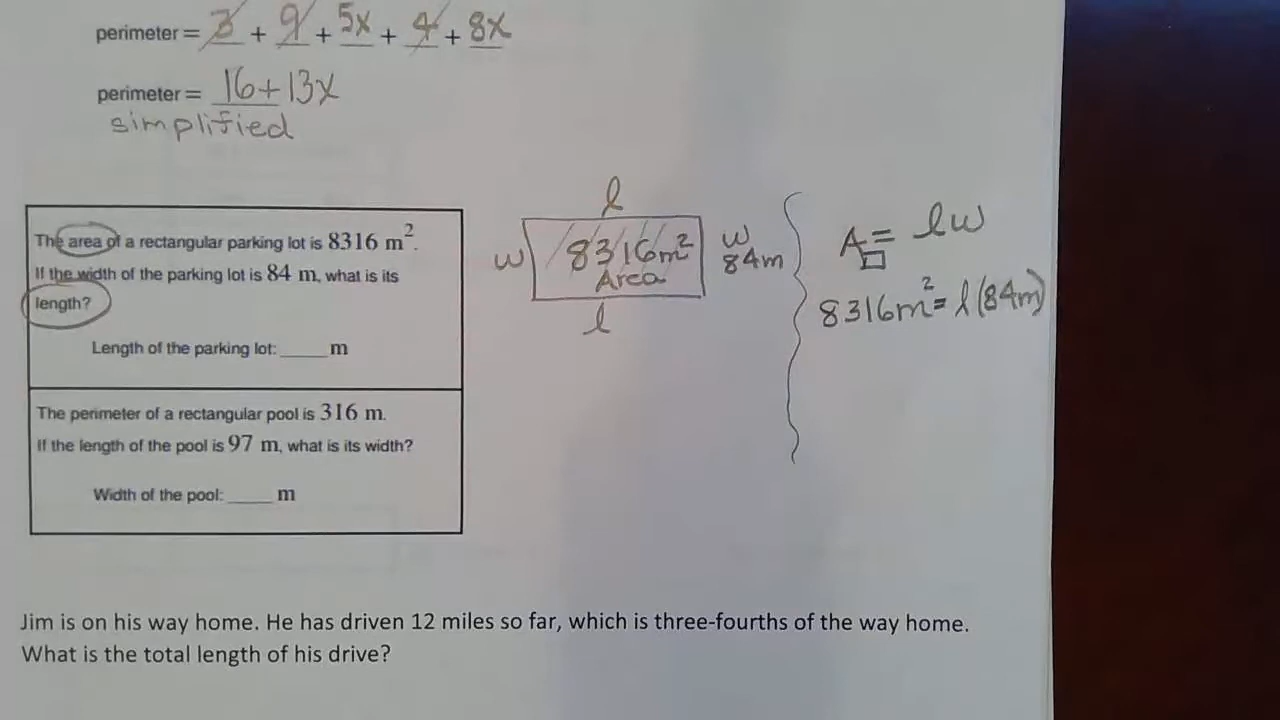 perimeter = 3 + 9 + 5x + 4 + 8x
perimeter = 16 + 13x
simplified
The area of a rectangular parking lot is 8316 m².
If the width of the parking lot is 84 m, what is its
length?
Length of the parking lot: _____ m
l
w 8316m² w
Area 84m
l
A▭ = lw
8316m² = l(84m)
The perimeter of a rectangular pool is 316 m.
If the length of the pool is 97 m, what is its width?
Width of the pool: _____ m
Jim is on his way home. He has driven 12 miles so far, which is three-fourths of the way home.
What is the total length of his drive?